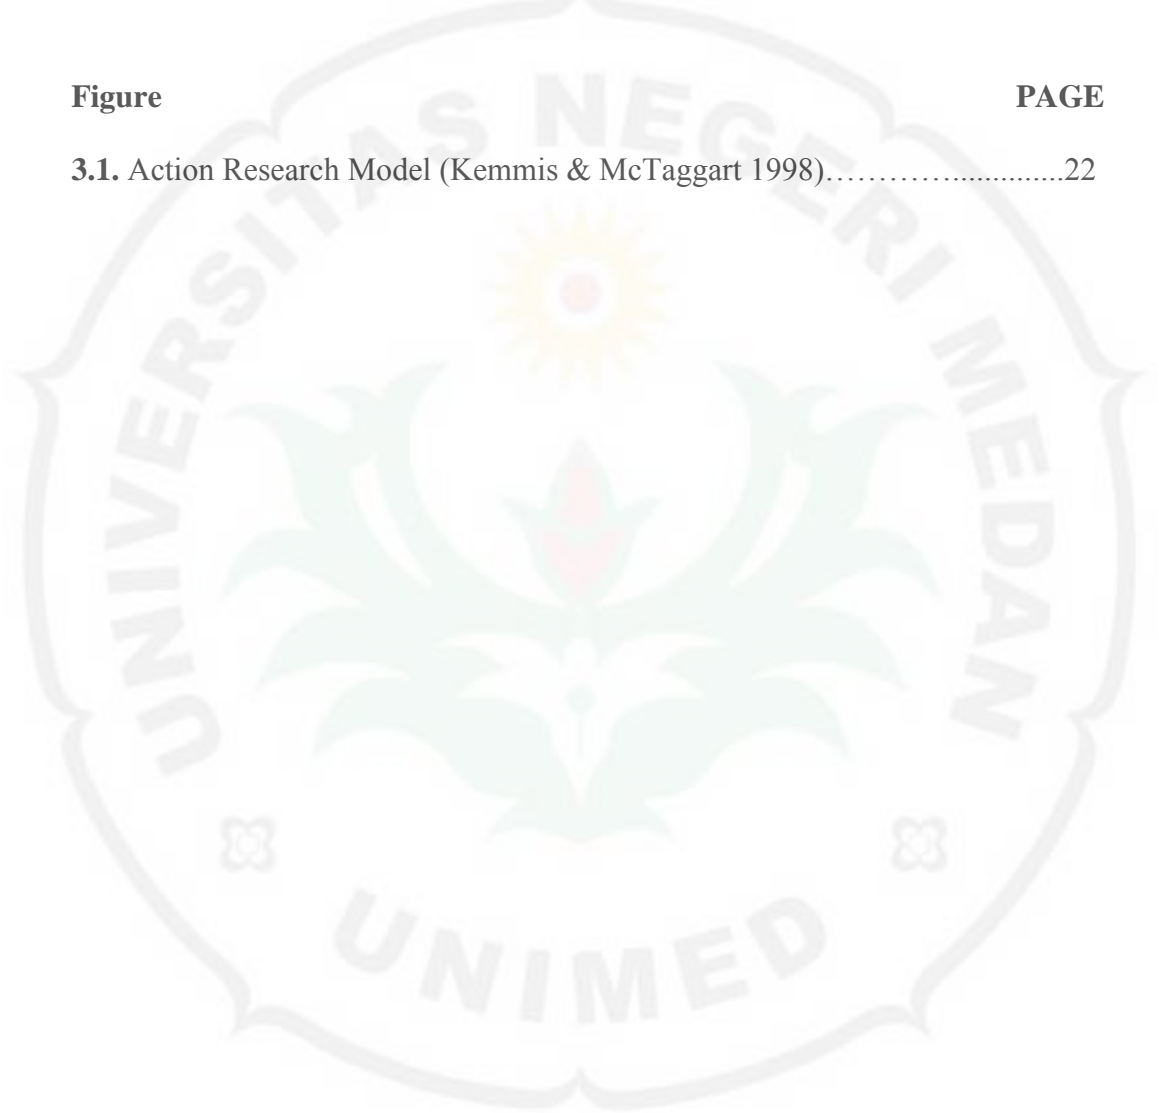 Figure PAGE
3.1. Action Research Model (Kemmis & McTaggart 1998)…………..............22
UNIVERSITAS NEGERI MEDAN
UNIMED